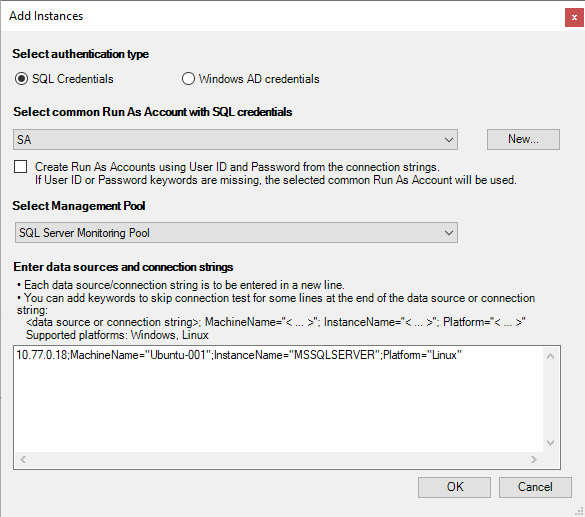 Add Instances
x
Select authentication type
SQL Credentials
Windows AD credentials
Select common Run As Account with SQL credentials
SA
New...
Create Run As Accounts using User ID and Password from the connection strings.
If User ID or Password keywords are missing, the selected common Run As Account will be used.
Select Management Pool
SQL Server Monitoring Pool
Enter data sources and connection strings
• Each data source/connection string is to be entered in a new line.
• You can add keywords to skip connection test for some lines at the end of the data source or connection
string:
<data source or connection string>; MachineName="< ... >"; InstanceName="< ... >"; Platform="< ... >"
Supported platforms: Windows, Linux
10.77.0.18;MachineName="Ubuntu-001";InstanceName="MSSQLSERVER";Platform="Linux"
OK
Cancel